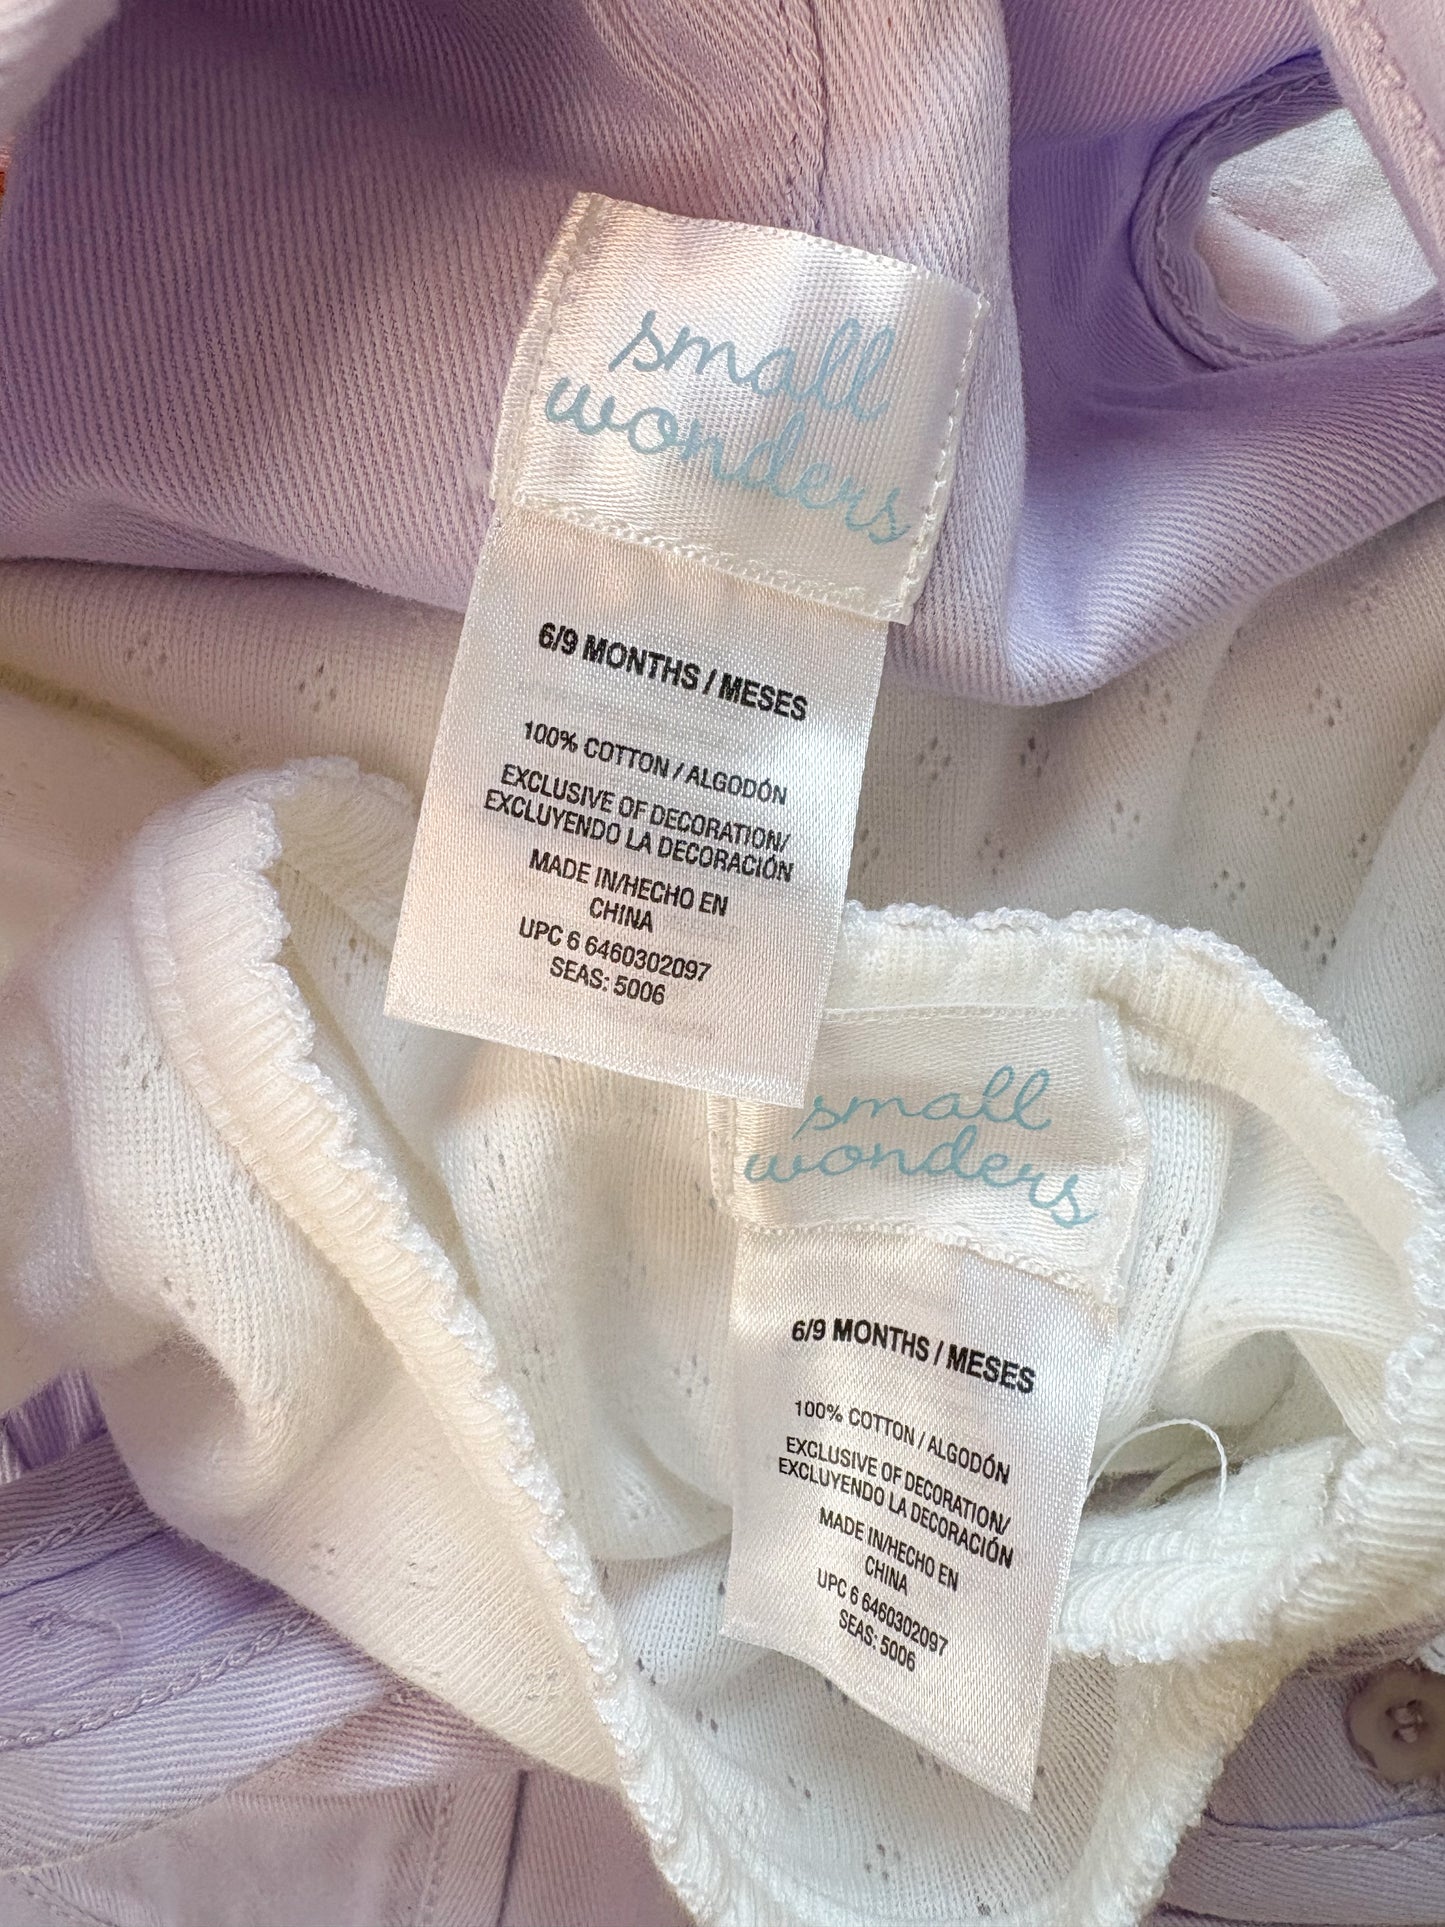 small
wonders
6/9 MONTHS / MESES
100% COTTON / ALGODÓN
EXCLUSIVE OF DECORATION/
EXCLUYENDO LA DECORACIÓN
MADE IN/HECHO EN
CHINA
UPC 6 6460302097
SEAS: 5006
small
wonders
6/9 MONTHS / MESES
100% COTTON / ALGODÓN
EXCLUSIVE OF DECORATION/
EXCLUYENDO LA DECORACIÓN
MADE IN/HECHO EN
CHINA
UPC 6 6460302097
SEAS: 5006